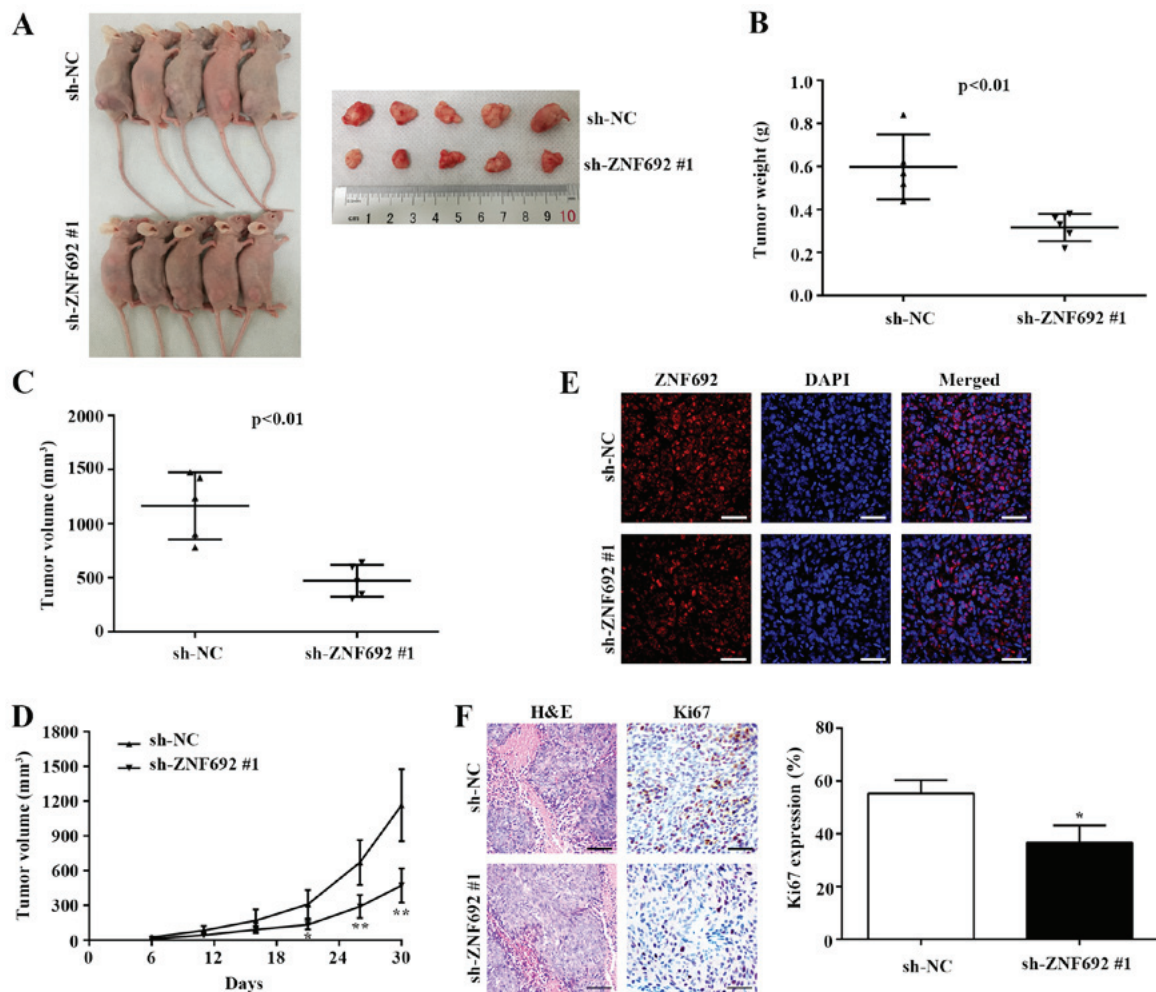 A
sh-NC
sh-ZNF692 #1
sh-NC
sh-ZNF692 #1
cm 1 2 3 4 5 6 7 8 9 10
B
p<0.01
Tumor weight (g)
1.0
0.8
0.6
0.4
0.2
0.0
sh-NC sh-ZNF692 #1
C
p<0.01
Tumor volume (mm³)
2000
1500
1000
500
0
sh-NC sh-ZNF692 #1
E
ZNF692 DAPI Merged
sh-NC
sh-ZNF692 #1
D
sh-NC
sh-ZNF692 #1
Tumor volume (mm³)
1800
1500
1200
900
600
300
0
* ** **
0 6 12 18 24 30
Days
F
H&E Ki67
sh-NC
sh-ZNF692 #1
Ki67 expression (%)
80
60
40
20
0
*
sh-NC sh-ZNF692 #1